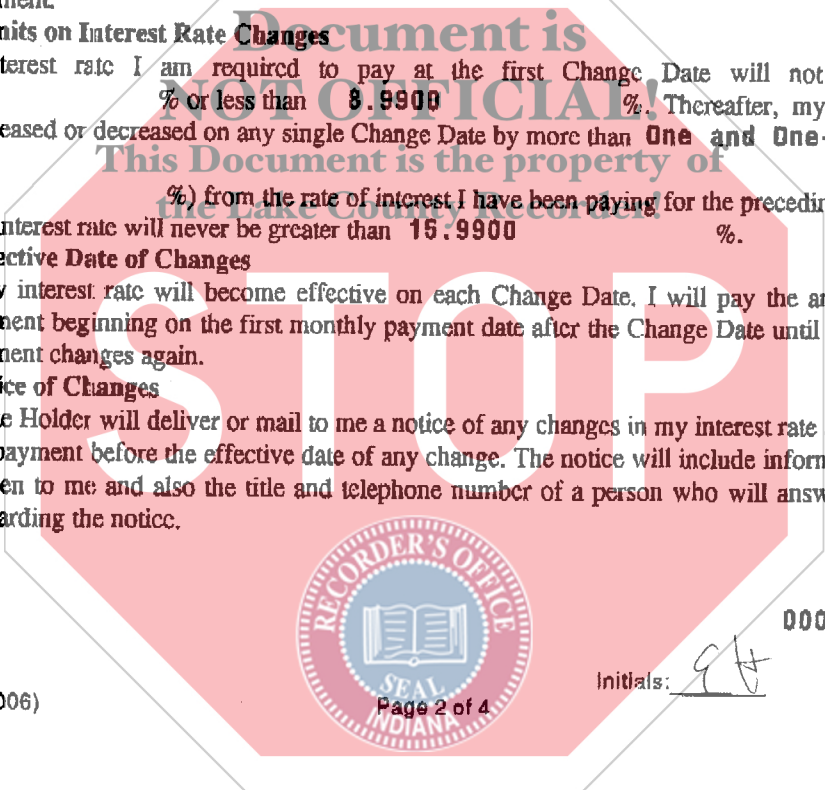 ment.
nits on Interest Rate Changes
Document is
terest rate I am required to pay at the first Change Date will not
NOT OFFICIAL!
% or less than 8.9900 %. Thereafter, my
eased or decreased on any single Change Date by more than One and One-
This Document is the property of
%) from the rate of interest I have been paying for the precedin
the Lake County Recorder!
nterest rate will never be greater than 15.9900 %.
ective Date of Changes
y interest rate will become effective on each Change Date. I will pay the a
ment beginning on the first monthly payment date after the Change Date until
ment changes again.
STOP
ice of Changes
e Holder will deliver or mail to me a notice of any changes in my interest rate
payment before the effective date of any change. The notice will include inform
en to me and also the title and telephone number of a person who will answ
arding the notice.
RECORDER'S OFFICE
SEAL
INDIANA
000
Initials:
006)
Page 2 of 4